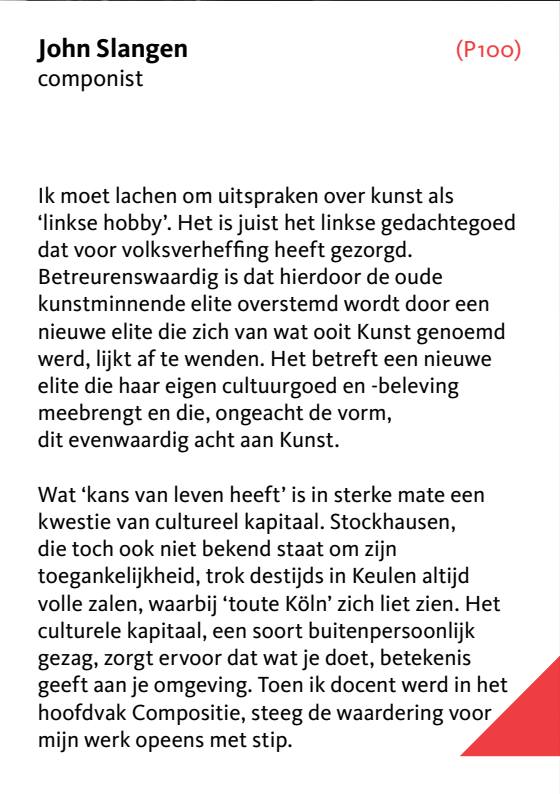 John Slangen
(P100)
componist
Ik moet lachen om uitspraken over kunst als
‘linkse hobby’. Het is juist het linkse gedachtegoed
dat voor volksverheffing heeft gezorgd.
Betreurenswaardig is dat hierdoor de oude
kunstminnende elite overstemd wordt door een
nieuwe elite die zich van wat ooit Kunst genoemd
werd, lijkt af te wenden. Het betreft een nieuwe
elite die haar eigen cultuurgoed en -beleving
meebrengt en die, ongeacht de vorm,
dit evenwaardig acht aan Kunst.
Wat ‘kans van leven heeft’ is in sterke mate een
kwestie van cultureel kapitaal. Stockhausen,
die toch ook niet bekend staat om zijn
toegankelijkheid, trok destijds in Keulen altijd
volle zalen, waarbij ‘toute Köln’ zich liet zien. Het
culturele kapitaal, een soort buitenpersoonlijk
gezag, zorgt ervoor dat wat je doet, betekenis
geeft aan je omgeving. Toen ik docent werd in het
hoofdvak Compositie, steeg de waardering voor
mijn werk opeens met stip.